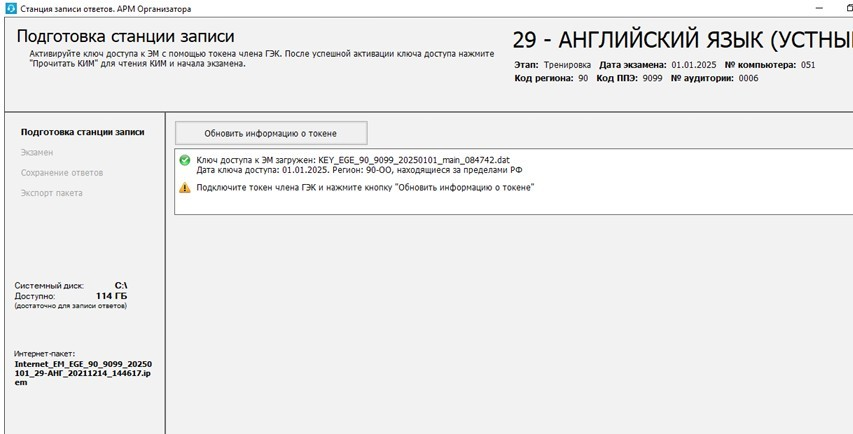 Станция записи ответов. АРМ Организатора
Подготовка станции записи
Активируйте ключ доступа к ЭМ с помощью токена члена ГЭК. После успешной активации ключа доступа нажмите
"Прочитать КИМ" для чтения КИМ и начала экзамена.
29 - АНГЛИЙСКИЙ ЯЗЫК (УСТНЫ
Этап: Тренировка Дата экзамена: 01.01.2025 № компьютера: 051
Код региона: 90 Код ППЭ: 9099 № аудитории: 0006
Подготовка станции записи
Экзамен
Сохранение ответов
Экспорт пакета
Обновить информацию о токене
Ключ доступа к ЭМ загружен: KEY_EGE_90_9099_20250101_main_084742.dat
Дата ключа доступа: 01.01.2025. Регион: 90-ОО, находящиеся за пределами РФ
Подключите токен члена ГЭК и нажмите кнопку "Обновить информацию о токене"
Системный диск: C:\
Доступно: 114 ГБ
(достаточно для записи ответов)
Интернет-пакет:
Internet_EM_EGE_90_9099_20250
101_29-АНГ_20211214_144617.ip
em